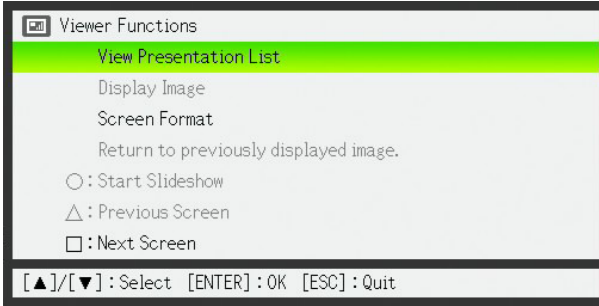 Viewer Functions
View Presentation List
Display Image
Screen Format
Return to previously displayed image.
○：Start Slideshow
△：Previous Screen
□：Next Screen
[▲]/[▼]：Select [ENTER]：OK [ESC]：Quit